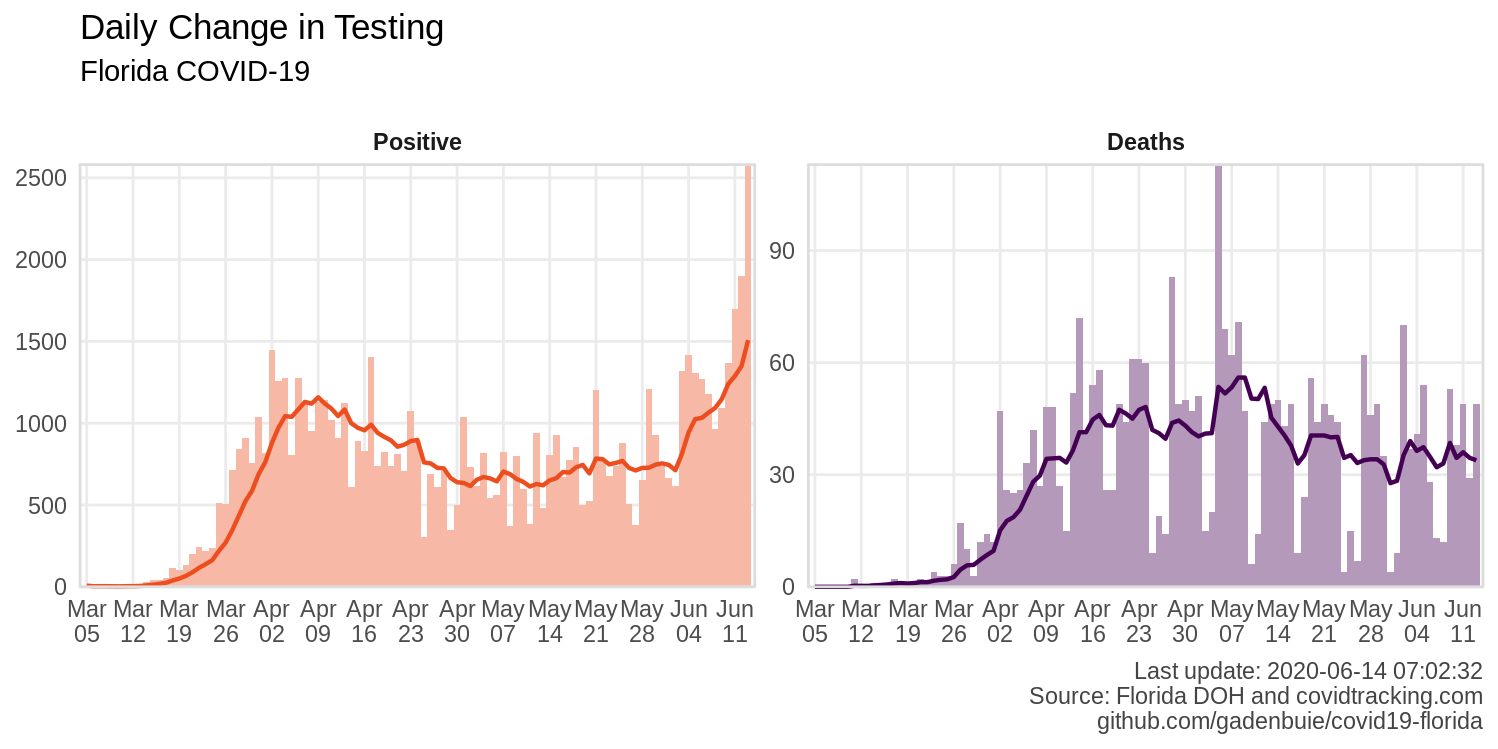 Daily Change in Testing
Florida COVID-19
Positive
2500
2000
1500
1000
500
0
Mar Mar Mar Mar Apr Apr Apr Apr Apr May May May May Jun Jun
05 12 19 26 02 09 16 23 30 07 14 21 28 04 11
Deaths
90
60
30
0
Mar Mar Mar Mar Apr Apr Apr Apr Apr May May May May Jun Jun
05 12 19 26 02 09 16 23 30 07 14 21 28 04 11
Last update: 2020-06-14 07:02:32
Source: Florida DOH and covidtracking.com
github.com/gadenbuie/covid19-florida